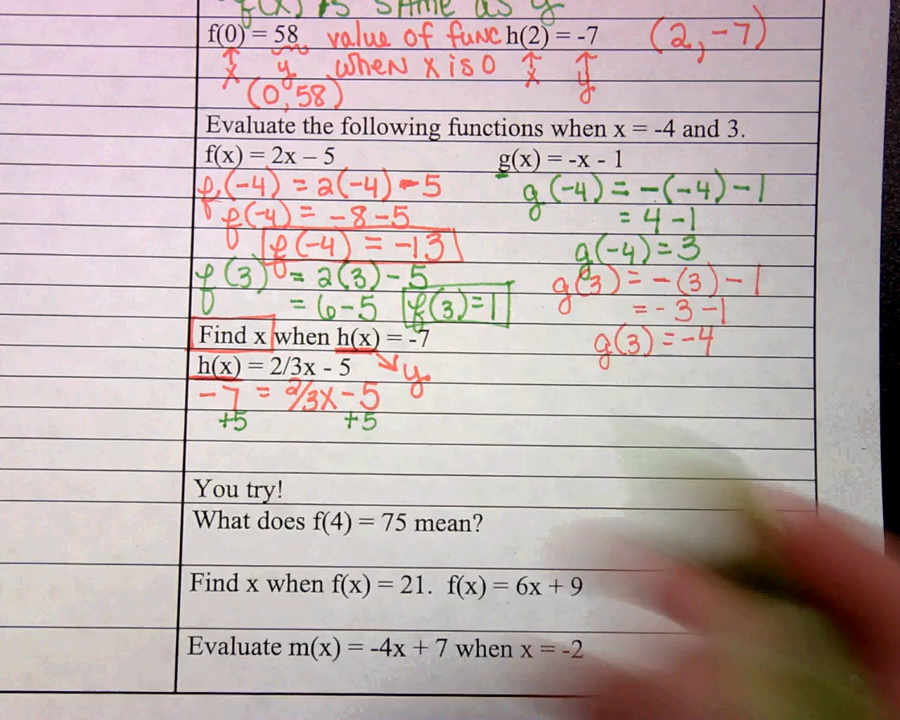 f(x) is same as y
f(0) = 58 value of func h(2) = -7 (2, -7)
x y when x is 0 x y
(0, 58)
Evaluate the following functions when x = -4 and 3.
f(x) = 2x – 5 g(x) = -x - 1
f(-4) = 2(-4) - 5 g(-4) = -(-4) - 1
f(-4) = -8 - 5 = 4 - 1
f(-4) = -13 g(-4) = 3
f(3) = 2(3) - 5 g(3) = -(3) - 1
= 6 - 5 f(3) = 1 = -3 - 1
Find x when h(x) = -7 g(3) = -4
h(x) = 2/3x - 5 y
-7 = 2/3x - 5
+5 +5
You try!
What does f(4) = 75 mean?
Find x when f(x) = 21. f(x) = 6x + 9
Evaluate m(x) = -4x + 7 when x = -2